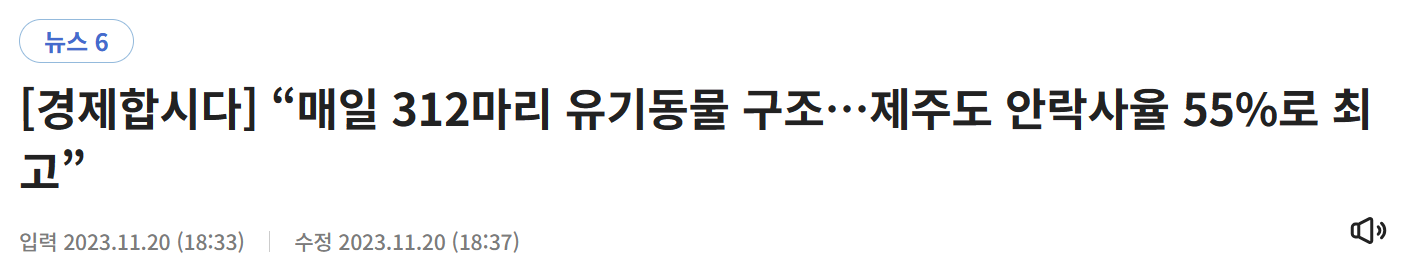 뉴스 6
[경제합시다] “매일 312마리 유기동물 구조…제주도 안락사율 55%로 최
고”
입력 2023.11.20 (18:33) 수정 2023.11.20 (18:37)